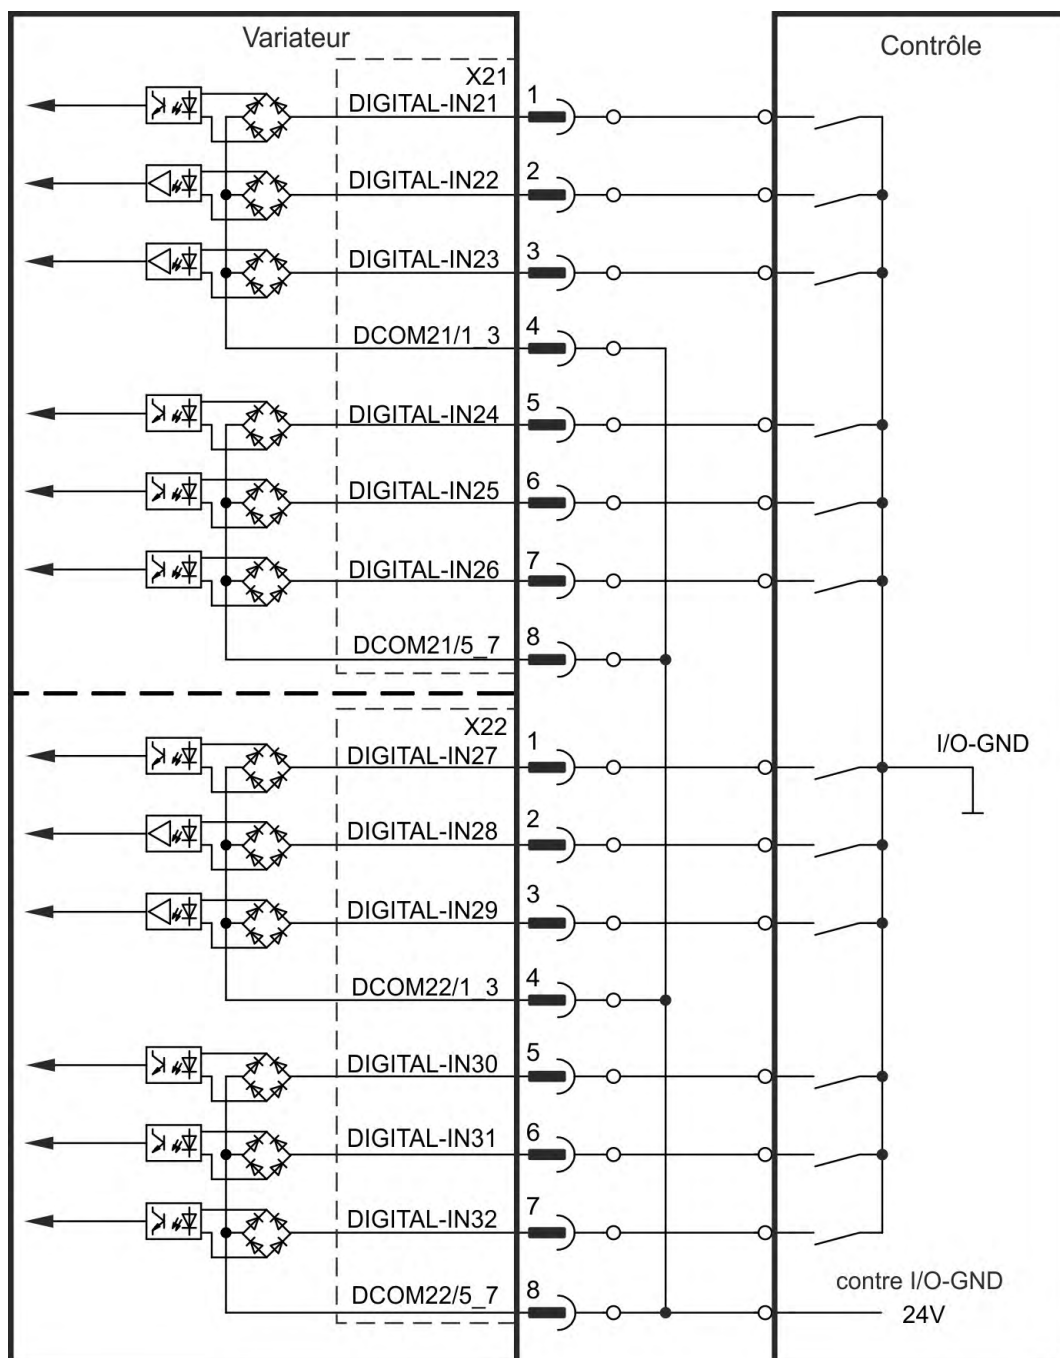 Variateur
Contrôle
X21
DIGITAL-IN21 1
DIGITAL-IN22 2
DIGITAL-IN23 3
DCOM21/1_3 4
DIGITAL-IN24 5
DIGITAL-IN25 6
DIGITAL-IN26 7
DCOM21/5_7 8
X22
DIGITAL-IN27 1
I/O-GND
DIGITAL-IN28 2
DIGITAL-IN29 3
DCOM22/1_3 4
DIGITAL-IN30 5
DIGITAL-IN31 6
DIGITAL-IN32 7
DCOM22/5_7 8
contre I/O-GND
24V